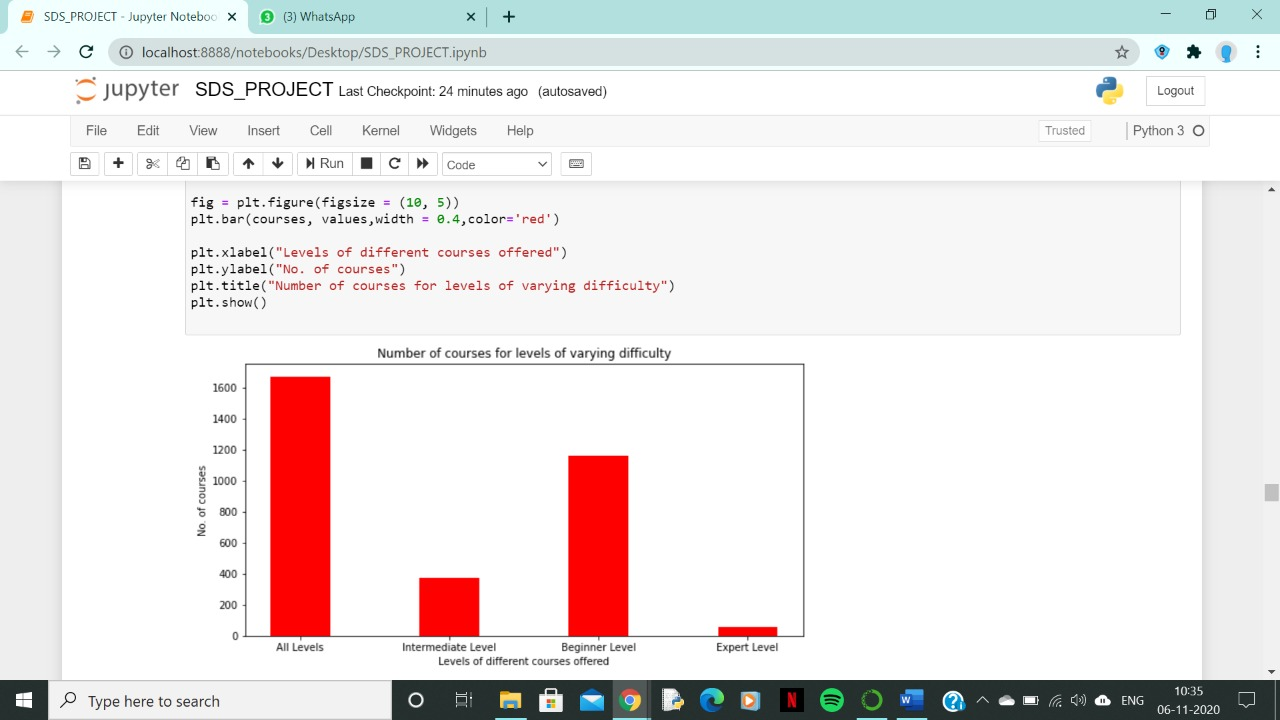 SDS_PROJECT - Jupyter Noteboo
(3) WhatsApp
localhost:8888/notebooks/Desktop/SDS_PROJECT.ipynb
jupyter SDS_PROJECT Last Checkpoint: 24 minutes ago (autosaved)
Logout
File Edit View Insert Cell Kernel Widgets Help
Trusted
Python 3
Run
Code
fig = plt.figure(figsize = (10, 5))
plt.bar(courses, values,width = 0.4,color='red')
plt.xlabel("Levels of different courses offered")
plt.ylabel("No. of courses")
plt.title("Number of courses for levels of varying difficulty")
plt.show()
Number of courses for levels of varying difficulty
1600
1400
1200
1000
800
600
400
200
0
No. of courses
All Levels Intermediate Level Beginner Level Expert Level
Levels of different courses offered
Type here to search
ENG
10:35
06-11-2020